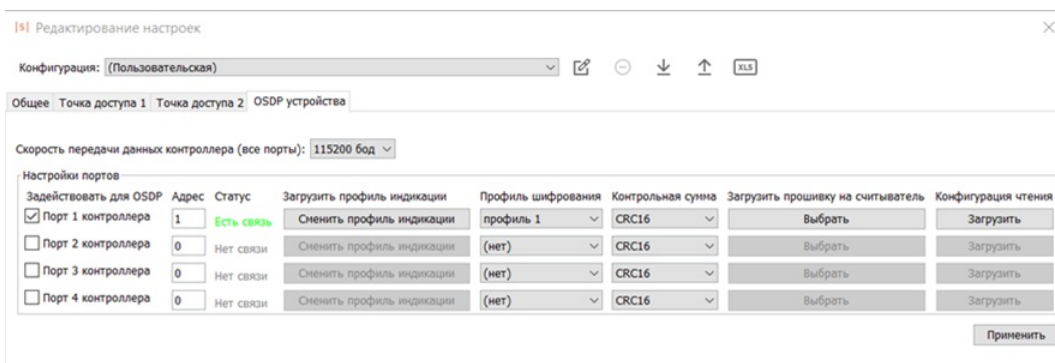 |s| Редактирование настроек
Конфигурация: (Пользовательская) XLS
Общее Точка доступа 1 Точка доступа 2 OSDP устройства
Скорость передачи данных контроллера (все порты): 115200 бод
Настройки портов
Задействовать для OSDP Адрес Статус Загрузить профиль индикации Профиль шифрования Контрольная сумма Загрузить прошивку на считыватель Конфигурация чтения
Порт 1 контроллера 1 Есть связь Сменить профиль индикации профиль 1 CRC16 Выбрать Загрузить
Порт 2 контроллера 0 Нет связи Сменить профиль индикации (нет) CRC16 Выбрать Загрузить
Порт 3 контроллера 0 Нет связи Сменить профиль индикации (нет) CRC16 Выбрать Загрузить
Порт 4 контроллера 0 Нет связи Сменить профиль индикации (нет) CRC16 Выбрать Загрузить
Применить